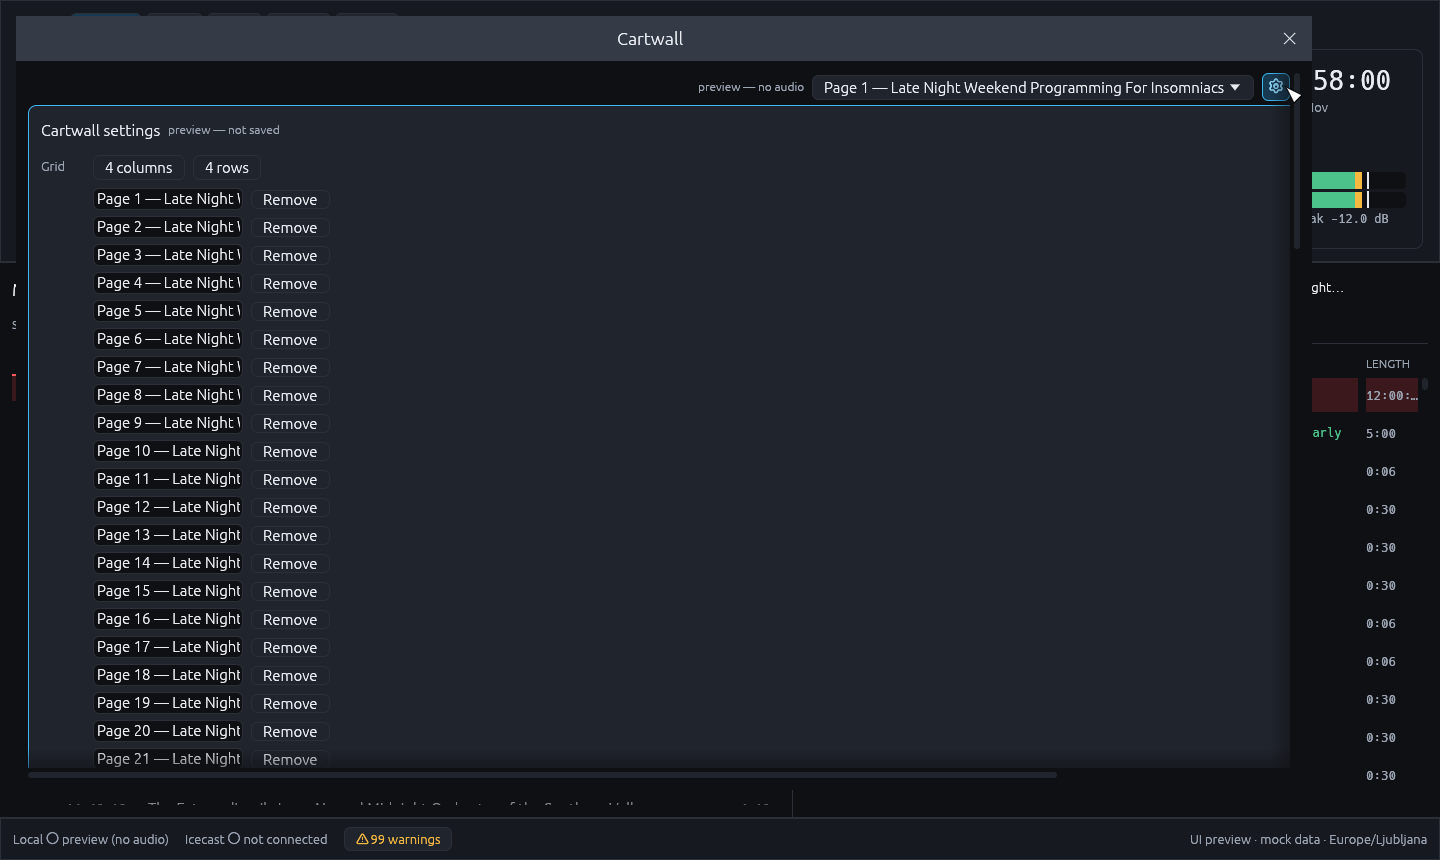 Cartwall
58:00
preview — no audio
Page 1 — Late Night Weekend Programming For Insomniacs
Nov
Cartwall settings preview — not saved
Grid 4 columns 4 rows
Page 1 — Late Night Remove
Page 2 — Late Night Remove
Page 3 — Late Night Remove
Page 4 — Late Night Remove
Page 5 — Late Night Remove
Page 6 — Late Night Remove
Page 7 — Late Night Remove
Page 8 — Late Night Remove
Page 9 — Late Night Remove
Page 10 — Late Night Remove
Page 11 — Late Night Remove
Page 12 — Late Night Remove
Page 13 — Late Night Remove
Page 14 — Late Night Remove
Page 15 — Late Night Remove
Page 16 — Late Night Remove
Page 17 — Late Night Remove
Page 18 — Late Night Remove
Page 19 — Late Night Remove
Page 20 — Late Night Remove
Page 21 — Late Night Remove
ak -12.0 dB
ght…
LENGTH
12:00:…
arly 5:00
0:06
0:30
0:30
0:30
0:06
0:06
0:30
0:30
0:30
Local preview (no audio) Icecast not connected 99 warnings UI preview · mock data · Europe/Ljubljana